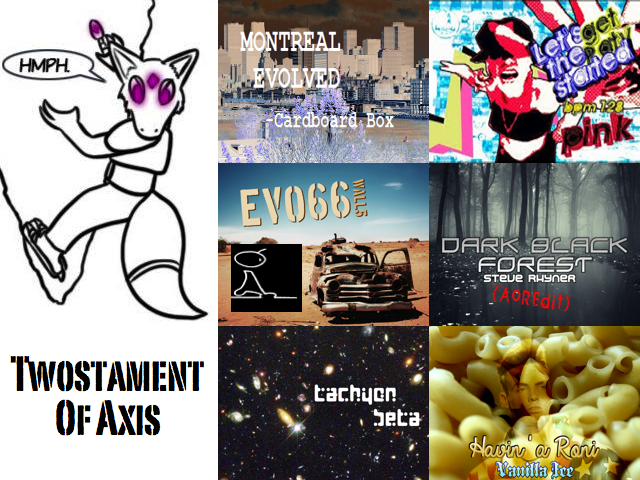 HMPH.
TWOSTAMENT
OF AXIS
MONTREAL
EVOLVED
-Cardboard Box
Let's get
the party
started
bpm 128
pink
EVO66
WALL5
DARK BLACK
FOREST
STEVE RHYNER
(AOREdit)
tachyon
beta
Havin' a Roni
Vanilla Ice